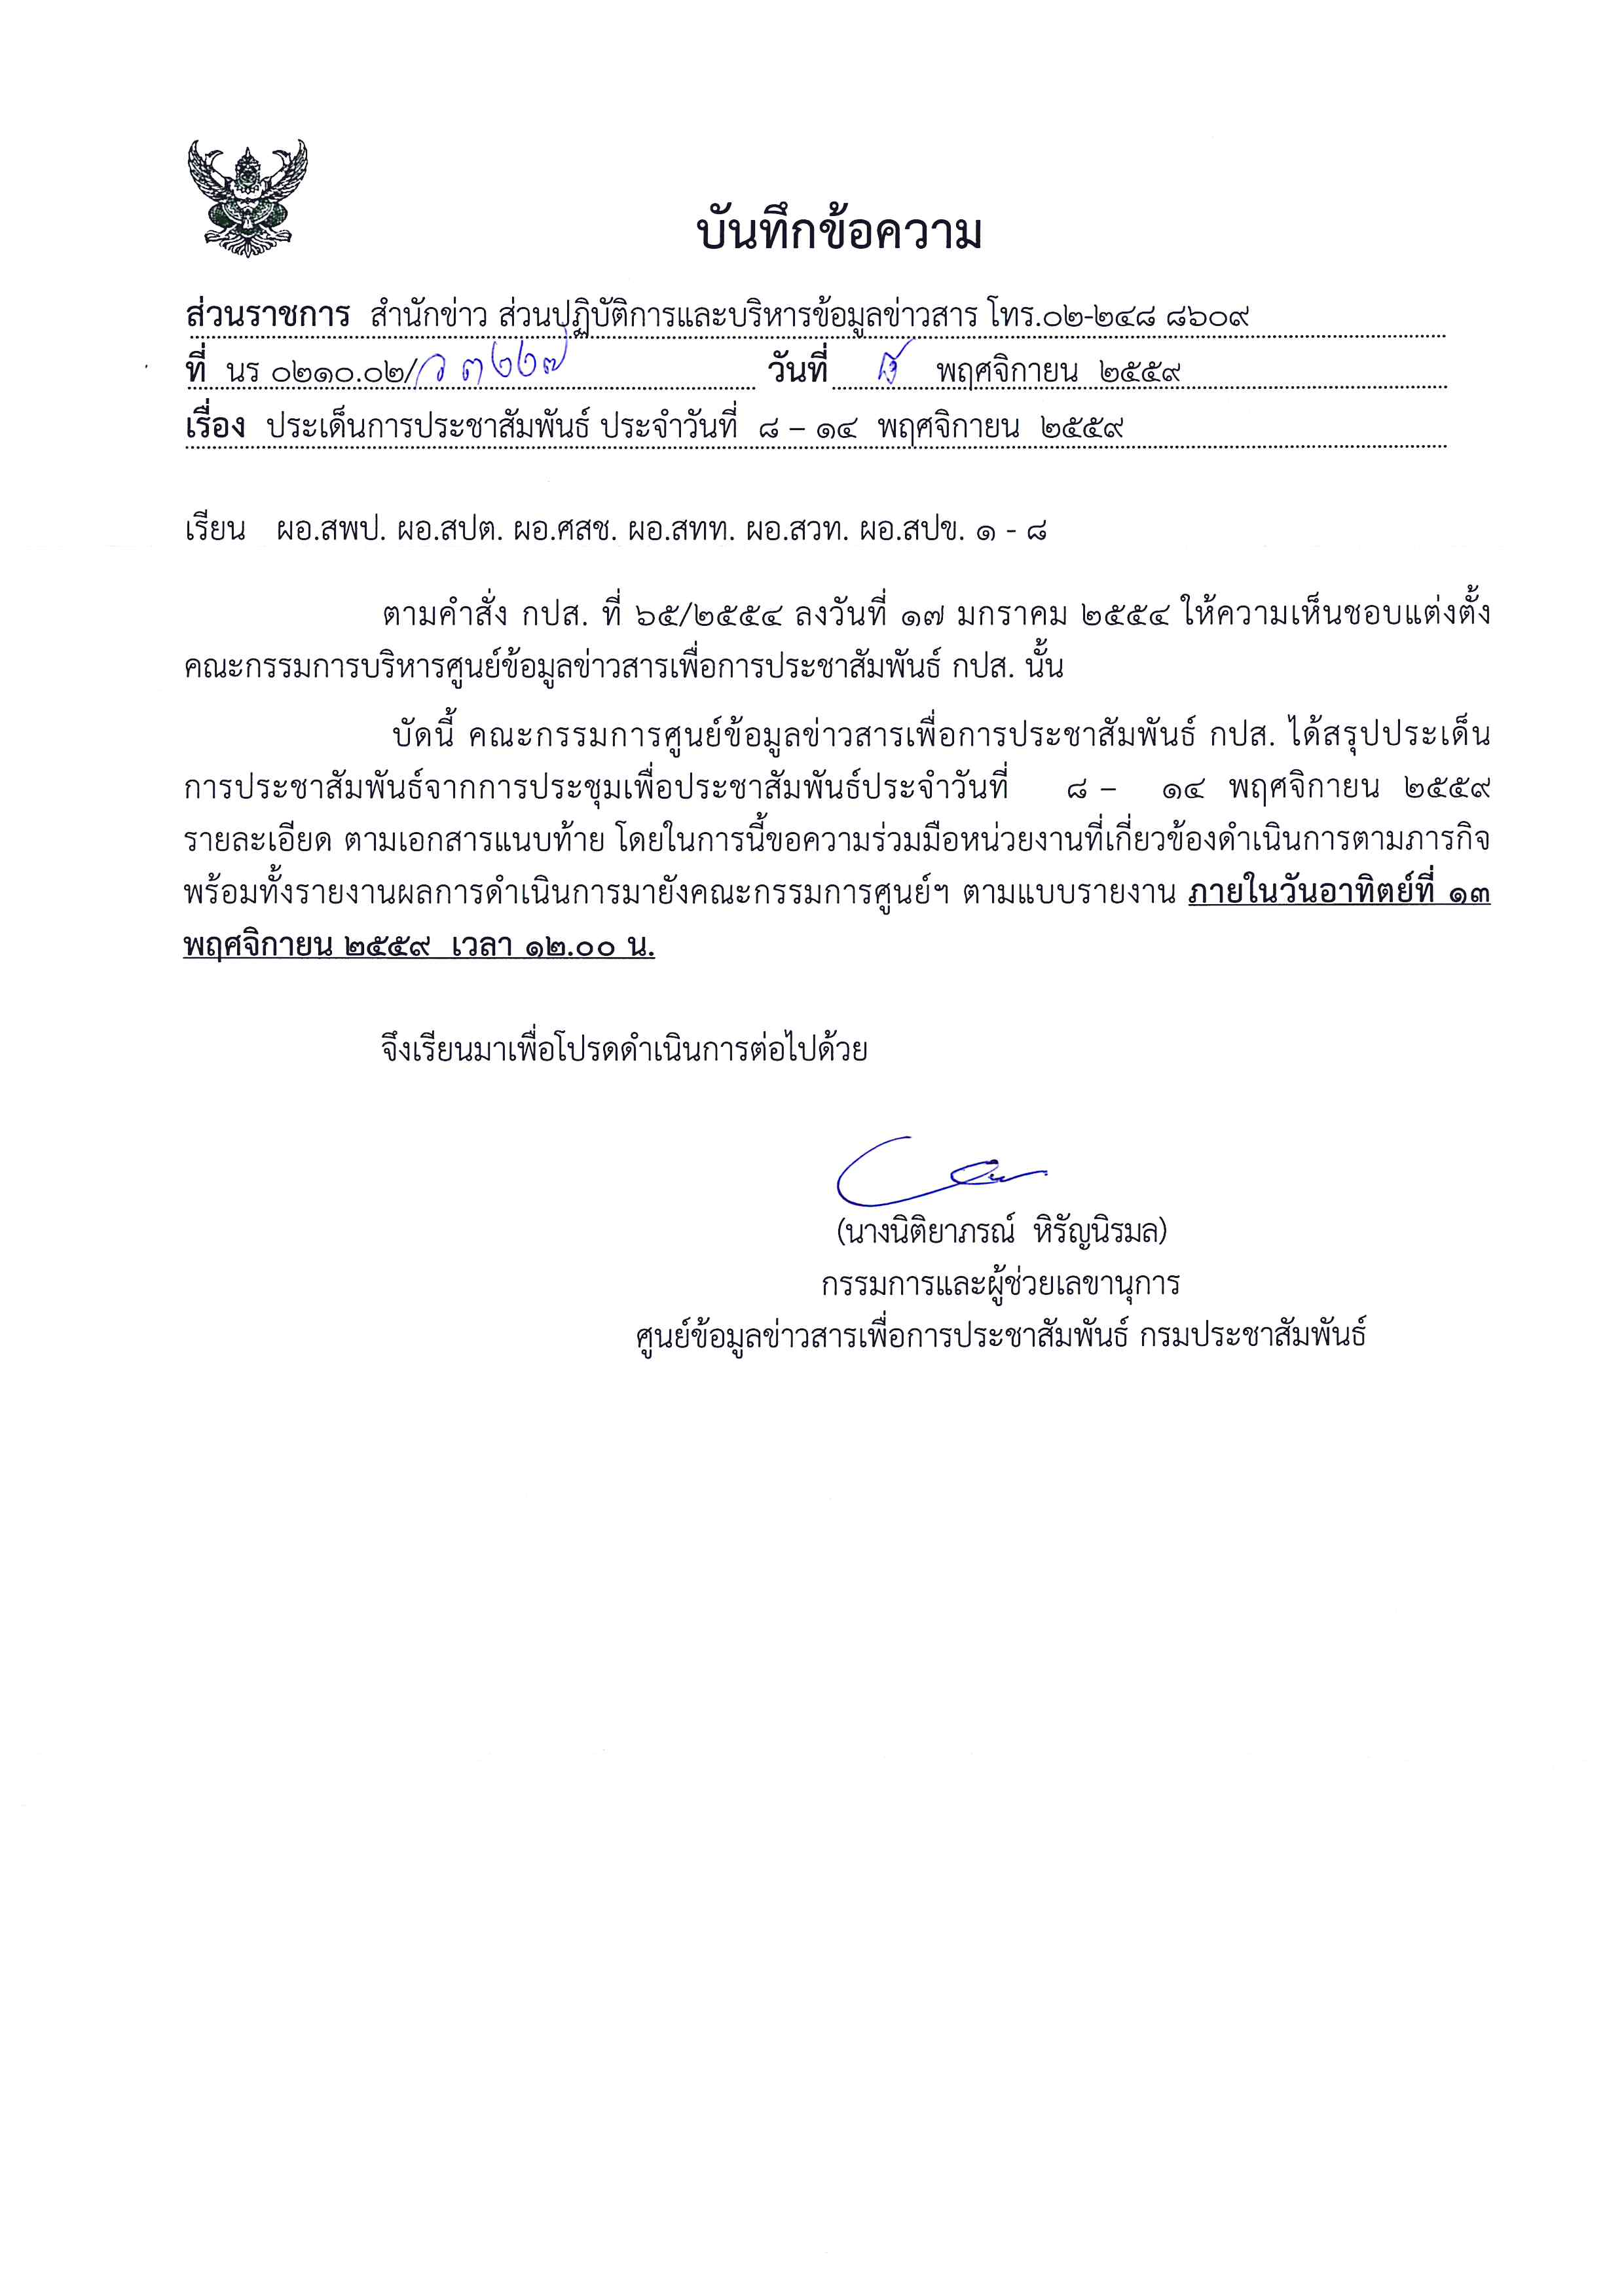 บันทึกข้อความ
ส่วนราชการ สำนักข่าว ส่วนปฏิบัติการและบริหารข้อมูลข่าวสาร โทร.๐๒-๒๔๘ ๘๖๐๙
ที่ นร ๐๒๑๐.๐๒/ว วันที่ พฤศจิกายน ๒๕๕๙
เรื่อง ประเด็นการประชาสัมพันธ์ ประจำวันที่ ๘ – ๑๔ พฤศจิกายน ๒๕๕๙
เรียน ผอ.สพป. ผอ.สปต. ผอ.ศสช. ผอ.สทท. ผอ.สวท. ผอ.สปข. ๑ - ๘
ตามคำสั่ง กปส. ที่ ๖๕/๒๕๕๔ ลงวันที่ ๑๗ มกราคม ๒๕๕๔ ให้ความเห็นชอบแต่งตั้ง
คณะกรรมการบริหารศูนย์ข้อมูลข่าวสารเพื่อการประชาสัมพันธ์ กปส. นั้น
บัดนี้ คณะกรรมการศูนย์ข้อมูลข่าวสารเพื่อการประชาสัมพันธ์ กปส. ได้สรุปประเด็น
การประชาสัมพันธ์จากการประชุมเพื่อประชาสัมพันธ์ประจำวันที่ ๘ – ๑๔ พฤศจิกายน ๒๕๕๙
รายละเอียด ตามเอกสารแนบท้าย โดยในการนี้ขอความร่วมมือหน่วยงานที่เกี่ยวข้องดำเนินการตามภารกิจ
พร้อมทั้งรายงานผลการดำเนินการมายังคณะกรรมการศูนย์ฯ ตามแบบรายงาน ภายในวันอาทิตย์ที่ ๑๓
พฤศจิกายน ๒๕๕๙ เวลา ๑๒.๐๐ น.
จึงเรียนมาเพื่อโปรดดำเนินการต่อไปด้วย
(นางนิติยาภรณ์ หิรัญนิรมล)
กรรมการและผู้ช่วยเลขานุการ
ศูนย์ข้อมูลข่าวสารเพื่อการประชาสัมพันธ์ กรมประชาสัมพันธ์